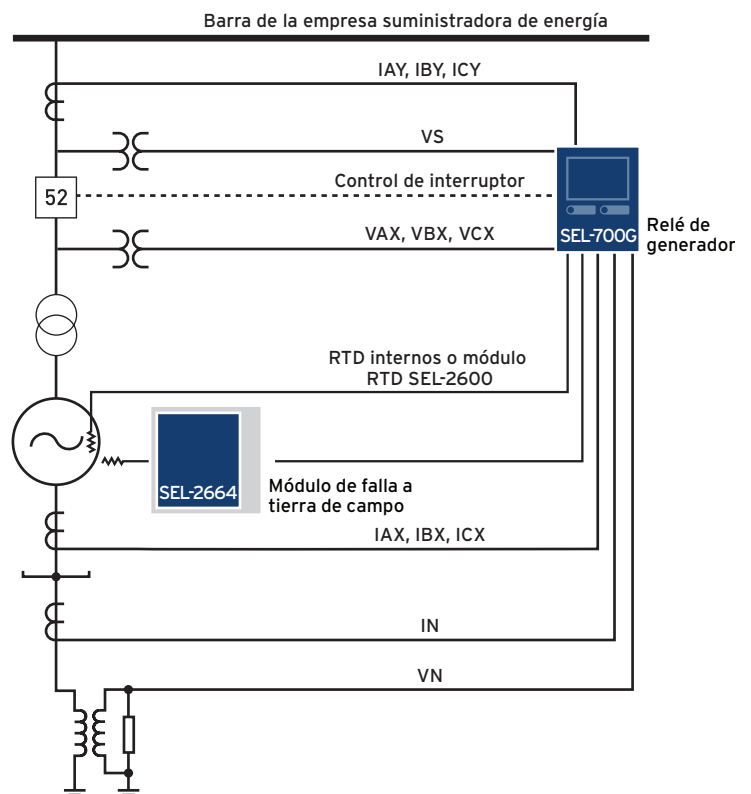 Barra de la empresa suministradora de energía
IAY, IBY, ICY
VS
52
Control de interruptor
SEL-700G
Relé de
generador
VAX, VBX, VCX
RTD internos o módulo
RTD SEL-2600
SEL-2664
Módulo de falla a
tierra de campo
IAX, IBX, ICX
IN
VN